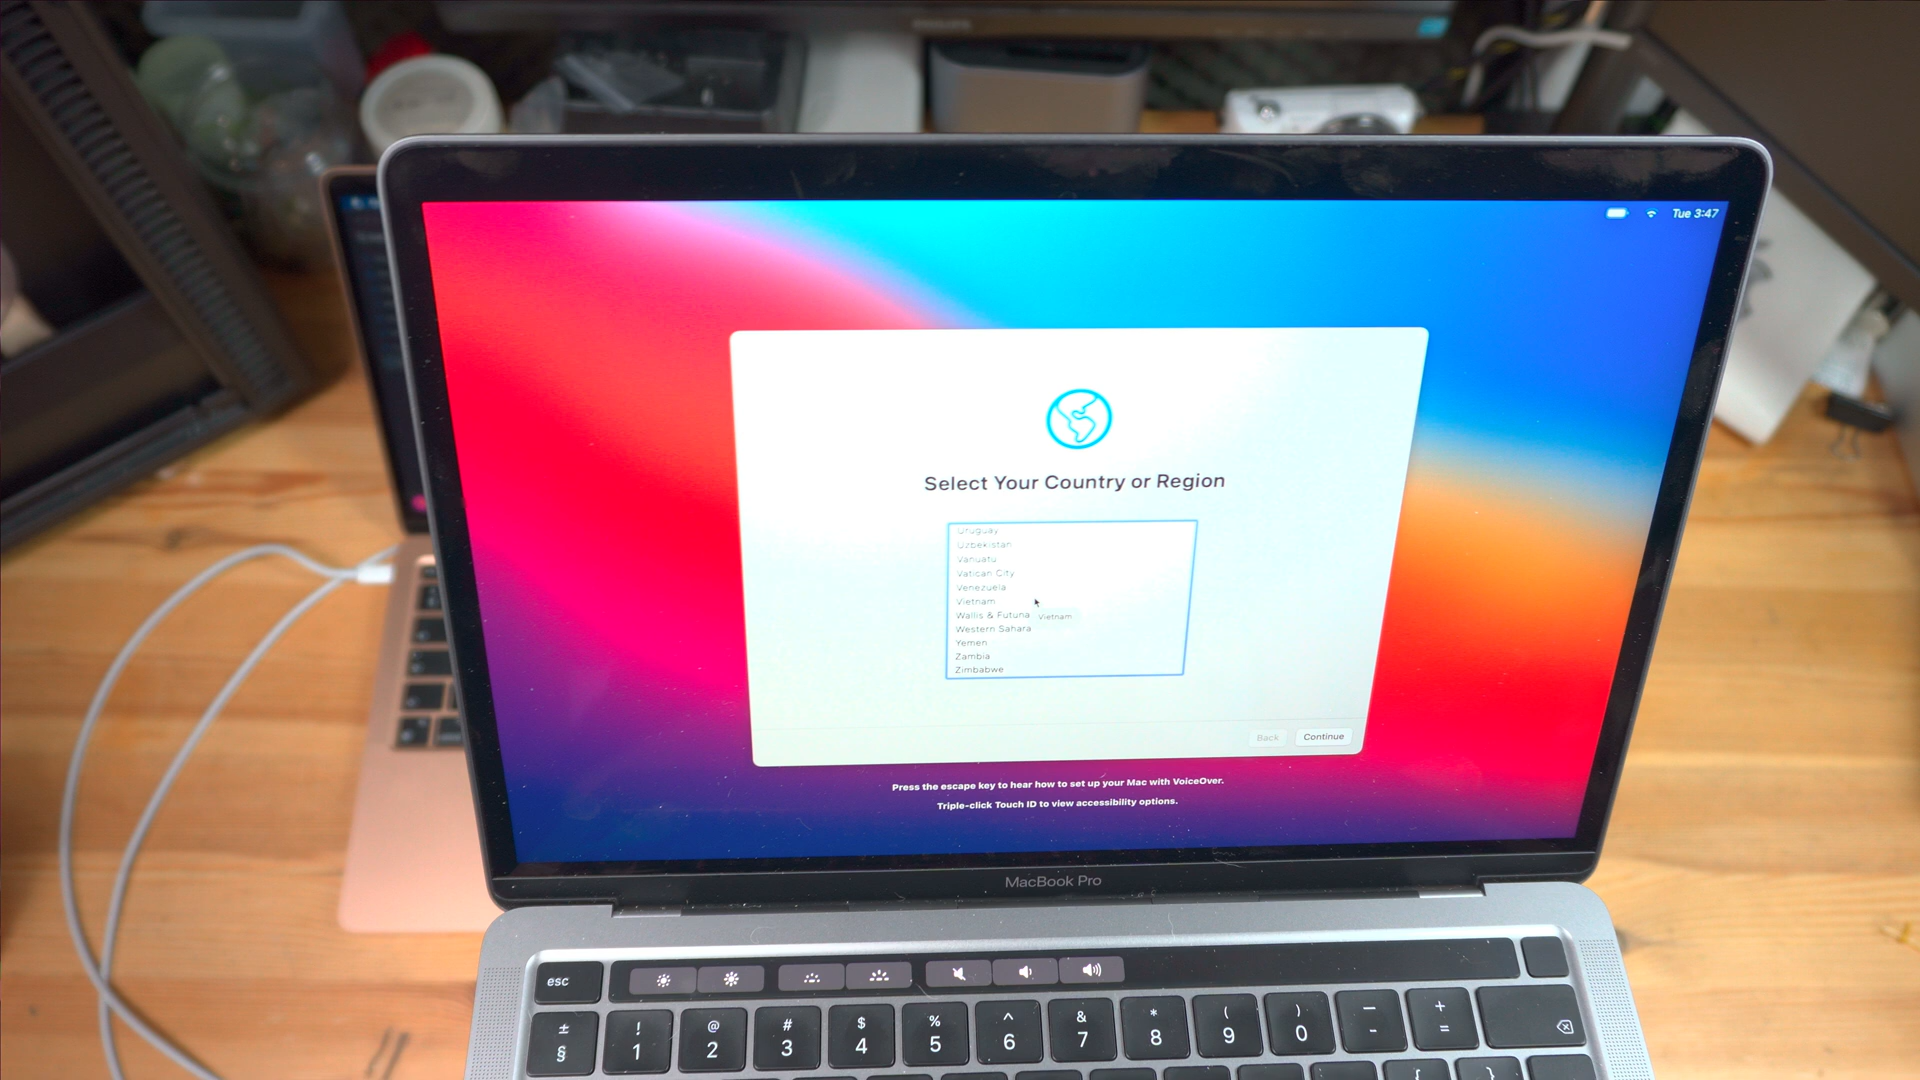 PHILIPS
Tue 3:47
Select Your Country or Region
Uruguay
Uzbekistan
Vanuatu
Vatican City
Venezuela
Vietnam
Wallis & Futuna
Vietnam
Western Sahara
Yemen
Zambia
Zimbabwe
Back Continue
Press the escape key to hear how to set up your Mac with VoiceOver.
Triple-click Touch ID to view accessibility options.
MacBook Pro
esc
± ! @ # $ % ^ & * ( ) — +
§ 1 2 3 4 5 6 7 8 9 0 - =
{ }